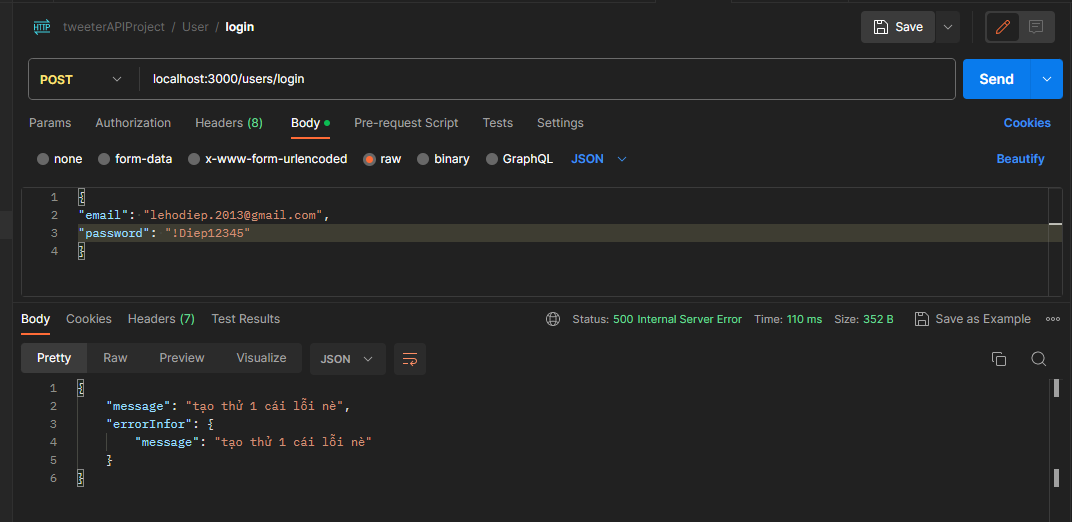 HTTP tweeterAPIProject / User / login Save
POST localhost:3000/users/login Send
Params Authorization Headers (8) Body Pre-request Script Tests Settings Cookies
none form-data x-www-form-urlencoded raw binary GraphQL JSON Beautify
1 {
2 "email": "lehodiep.2013@gmail.com",
3 "password": "!Diep12345"
4 }
Body Cookies Headers (7) Test Results Status: 500 Internal Server Error Time: 110 ms Size: 352 B Save as Example
Pretty Raw Preview Visualize JSON
1 {
2 "message": "tạo thử 1 cái lỗi nè",
3 "errorInfor": {
4 "message": "tạo thử 1 cái lỗi nè"
5 }
6 }